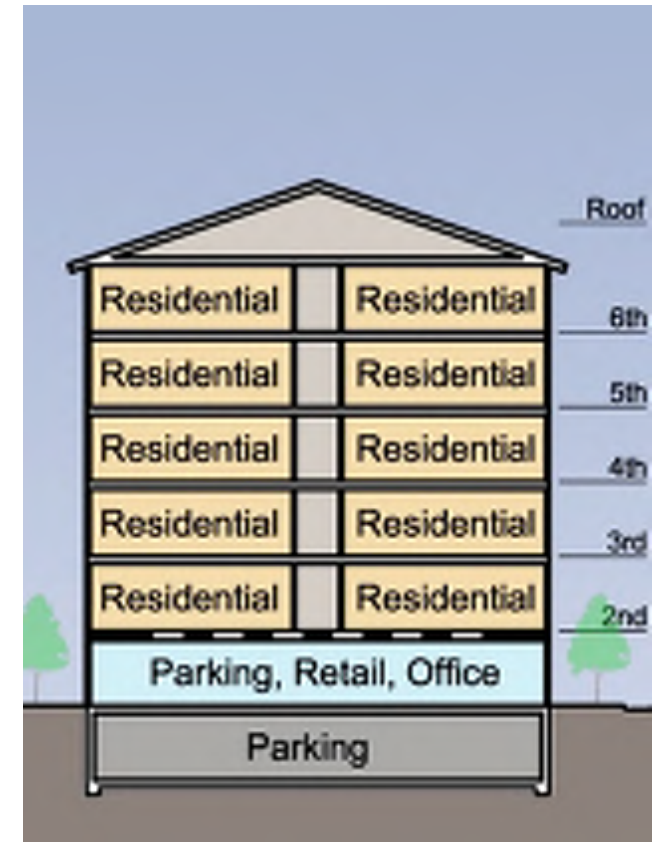 Roof
Residential Residential
6th
Residential Residential
5th
Residential Residential
4th
Residential Residential
3rd
Residential Residential
2nd
Parking, Retail, Office
Parking